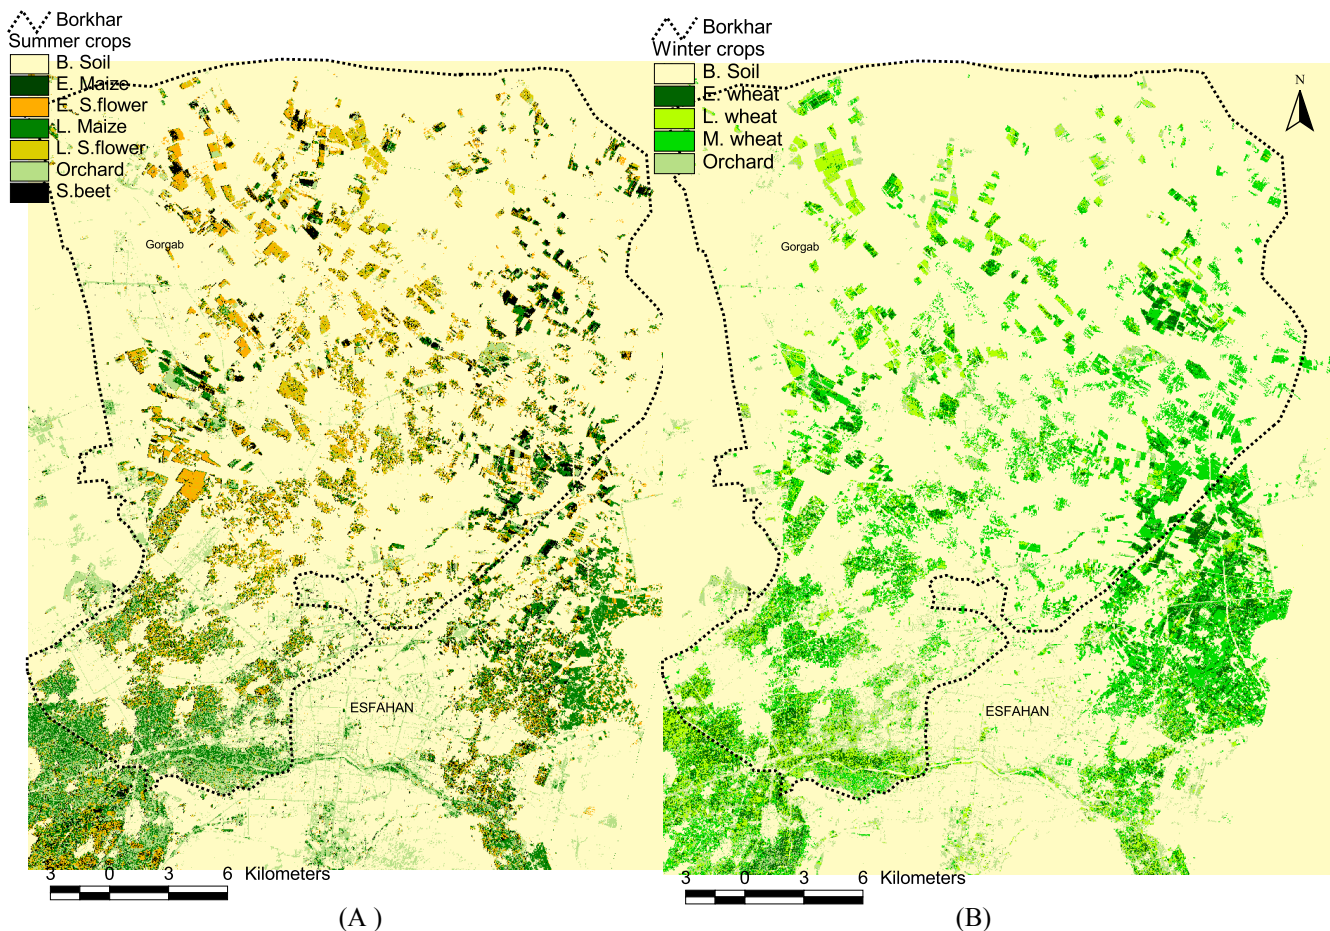 Borkhar
Summer crops
B. Soil
E. Maize
E. S.flower
L. Maize
L. S.flower
Orchard
S.beet
Gorgab
ESFAHAN
3 0 3 6 Kilometers
(A )
Borkhar
Winter crops
B. Soil
E. wheat
L. wheat
M. wheat
Orchard
N
Gorgab
ESFAHAN
3 0 3 6 Kilometers
(B)